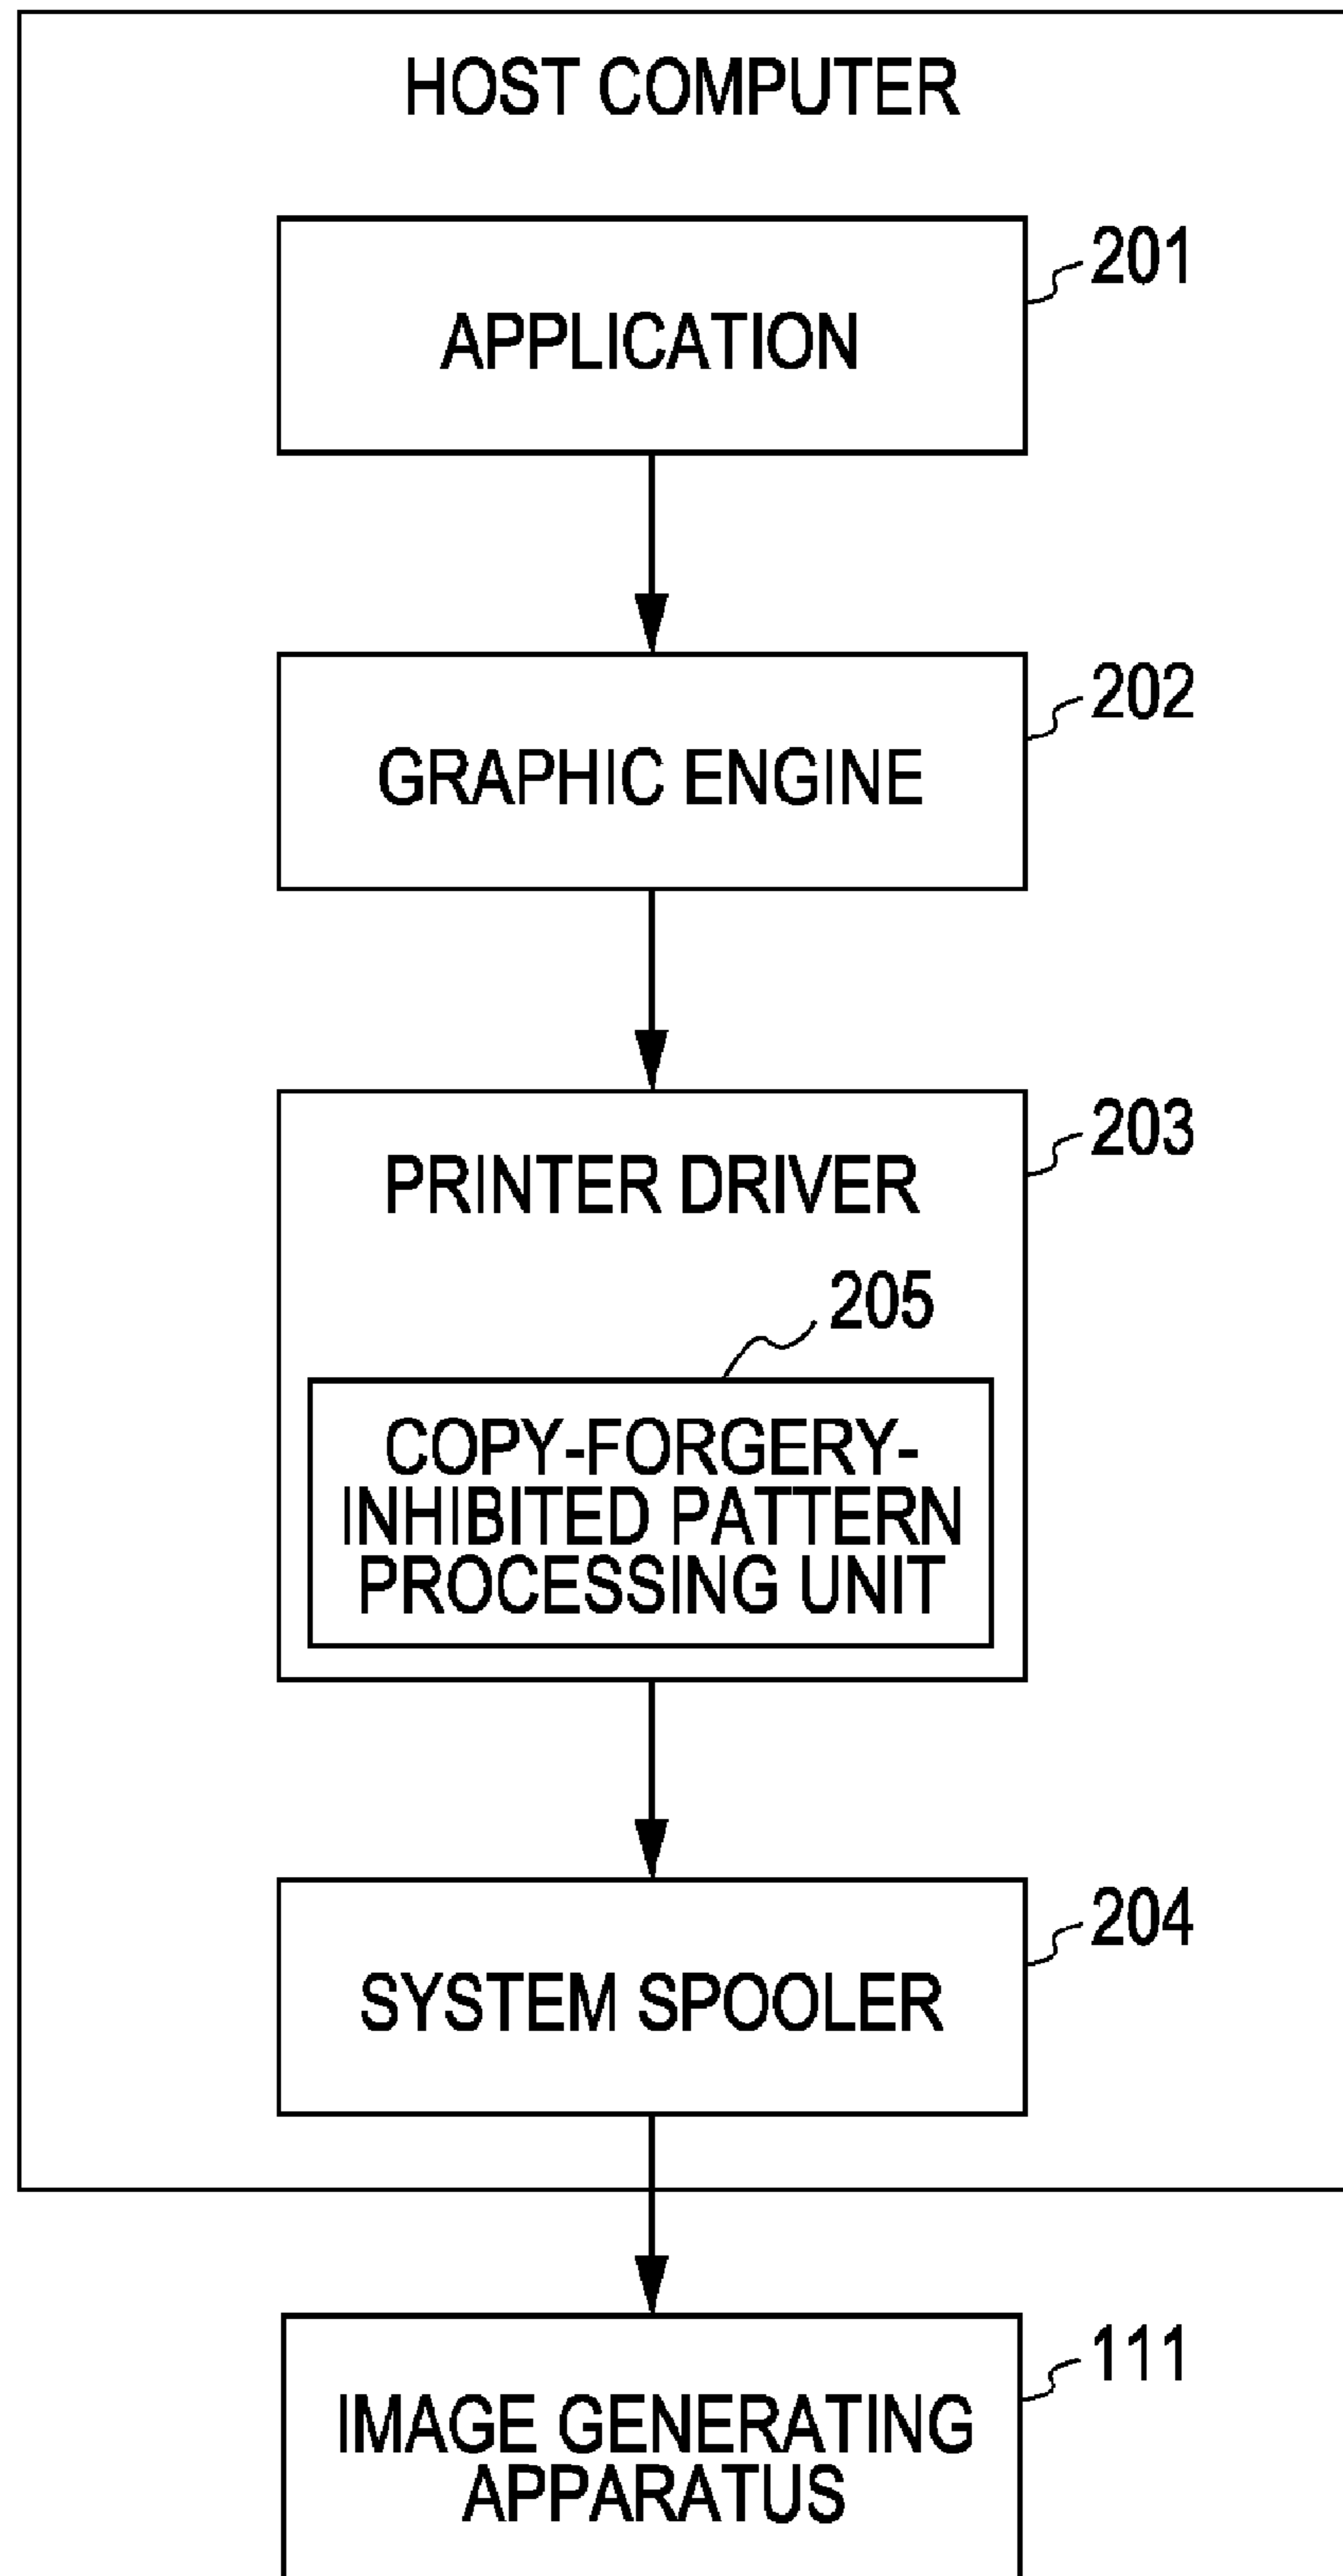 HOST COMPUTER
201
APPLICATION
202
GRAPHIC ENGINE
203
PRINTER DRIVER
205
COPY-FORGERY-
INHIBITED PATTERN
PROCESSING UNIT
204
SYSTEM SPOOLER
111
IMAGE GENERATING
APPARATUS